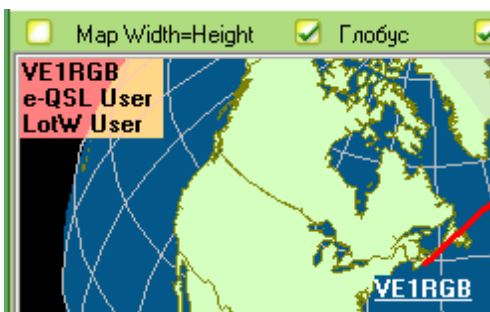 Map Width=Height Глобус
VE1RGB
e-QSL User
LotW User
VE1RGB